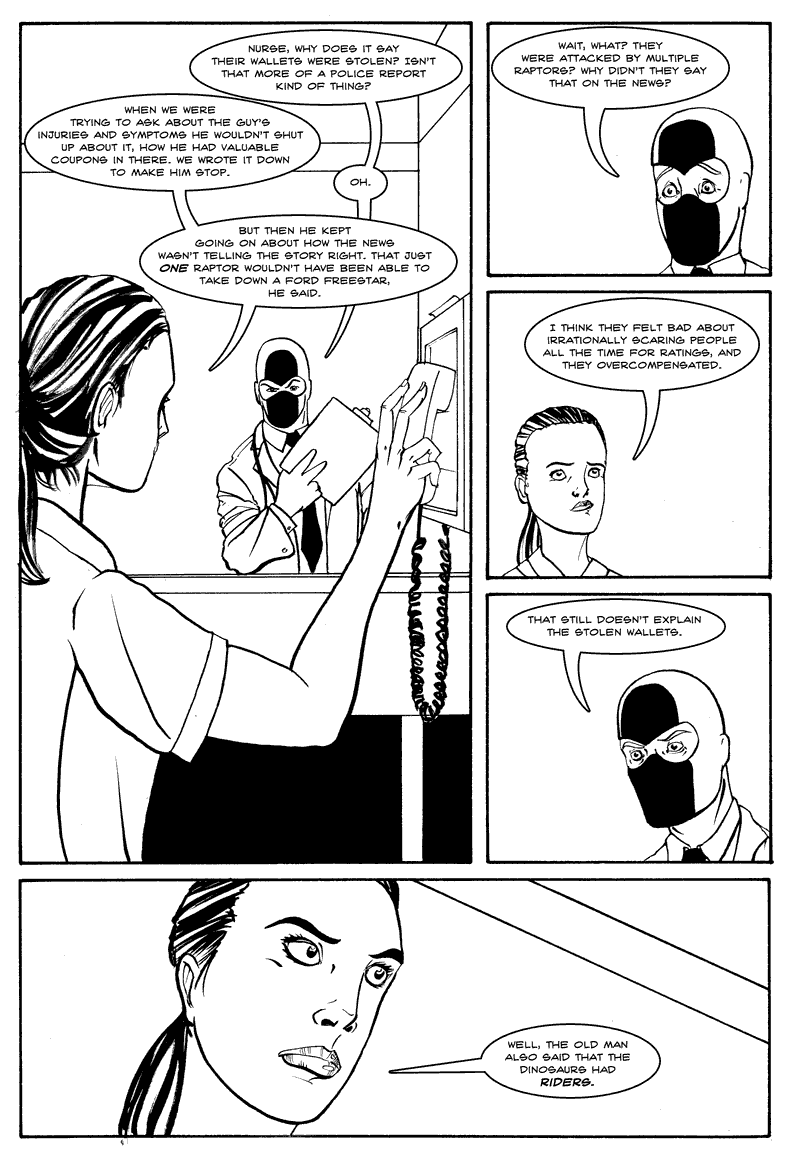 NURSE, WHY DOES IT SAY
THEIR WALLETS WERE STOLEN? ISN'T
THAT MORE OF A POLICE REPORT
KIND OF THING?
WHEN WE WERE
TRYING TO ASK ABOUT THE GUY'S
INJURIES AND SYMPTOMS HE WOULDN'T SHUT
UP ABOUT IT, HOW HE HAD VALUABLE
COUPONS IN THERE. WE WROTE IT DOWN
TO MAKE HIM STOP.
OH.
BUT THEN HE KEPT
GOING ON ABOUT HOW THE NEWS
WASN'T TELLING THE STORY RIGHT. THAT JUST
ONE RAPTOR WOULDN'T HAVE BEEN ABLE TO
TAKE DOWN A FORD FREESTAR,
HE SAID.
WAIT, WHAT? THEY
WERE ATTACKED BY MULTIPLE
RAPTORS? WHY DIDN'T THEY SAY
THAT ON THE NEWS?
I THINK THEY FELT BAD ABOUT
IRRATIONALLY SCARING PEOPLE
ALL THE TIME FOR RATINGS, AND
THEY OVERCOMPENSATED.
THAT STILL DOESN'T EXPLAIN
THE STOLEN WALLETS.
WELL, THE OLD MAN
ALSO SAID THAT THE
DINOSAURS HAD
RIDERS.